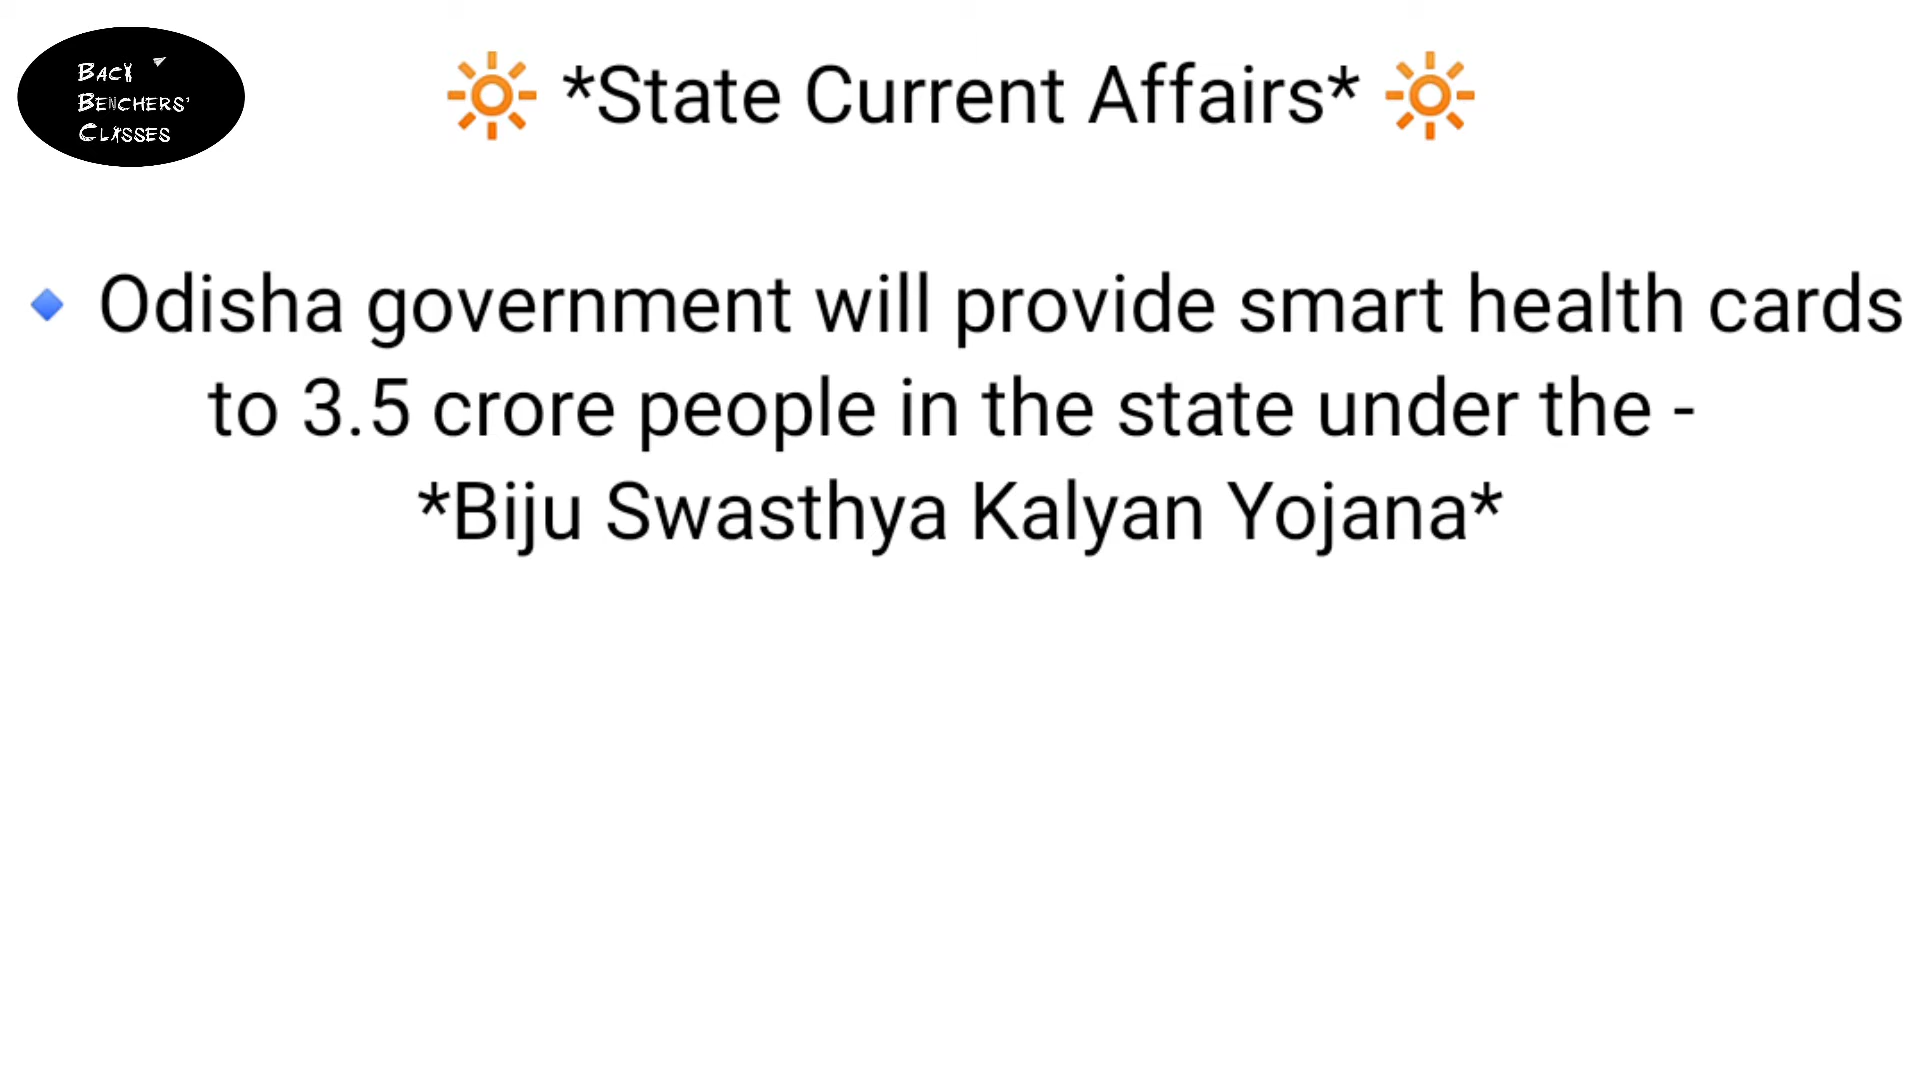 BACK
BENCHERS'
CLASSES
🔆 *State Current Affairs* 🔆
🔹 Odisha government will provide smart health cards
to 3.5 crore people in the state under the -
*Biju Swasthya Kalyan Yojana*